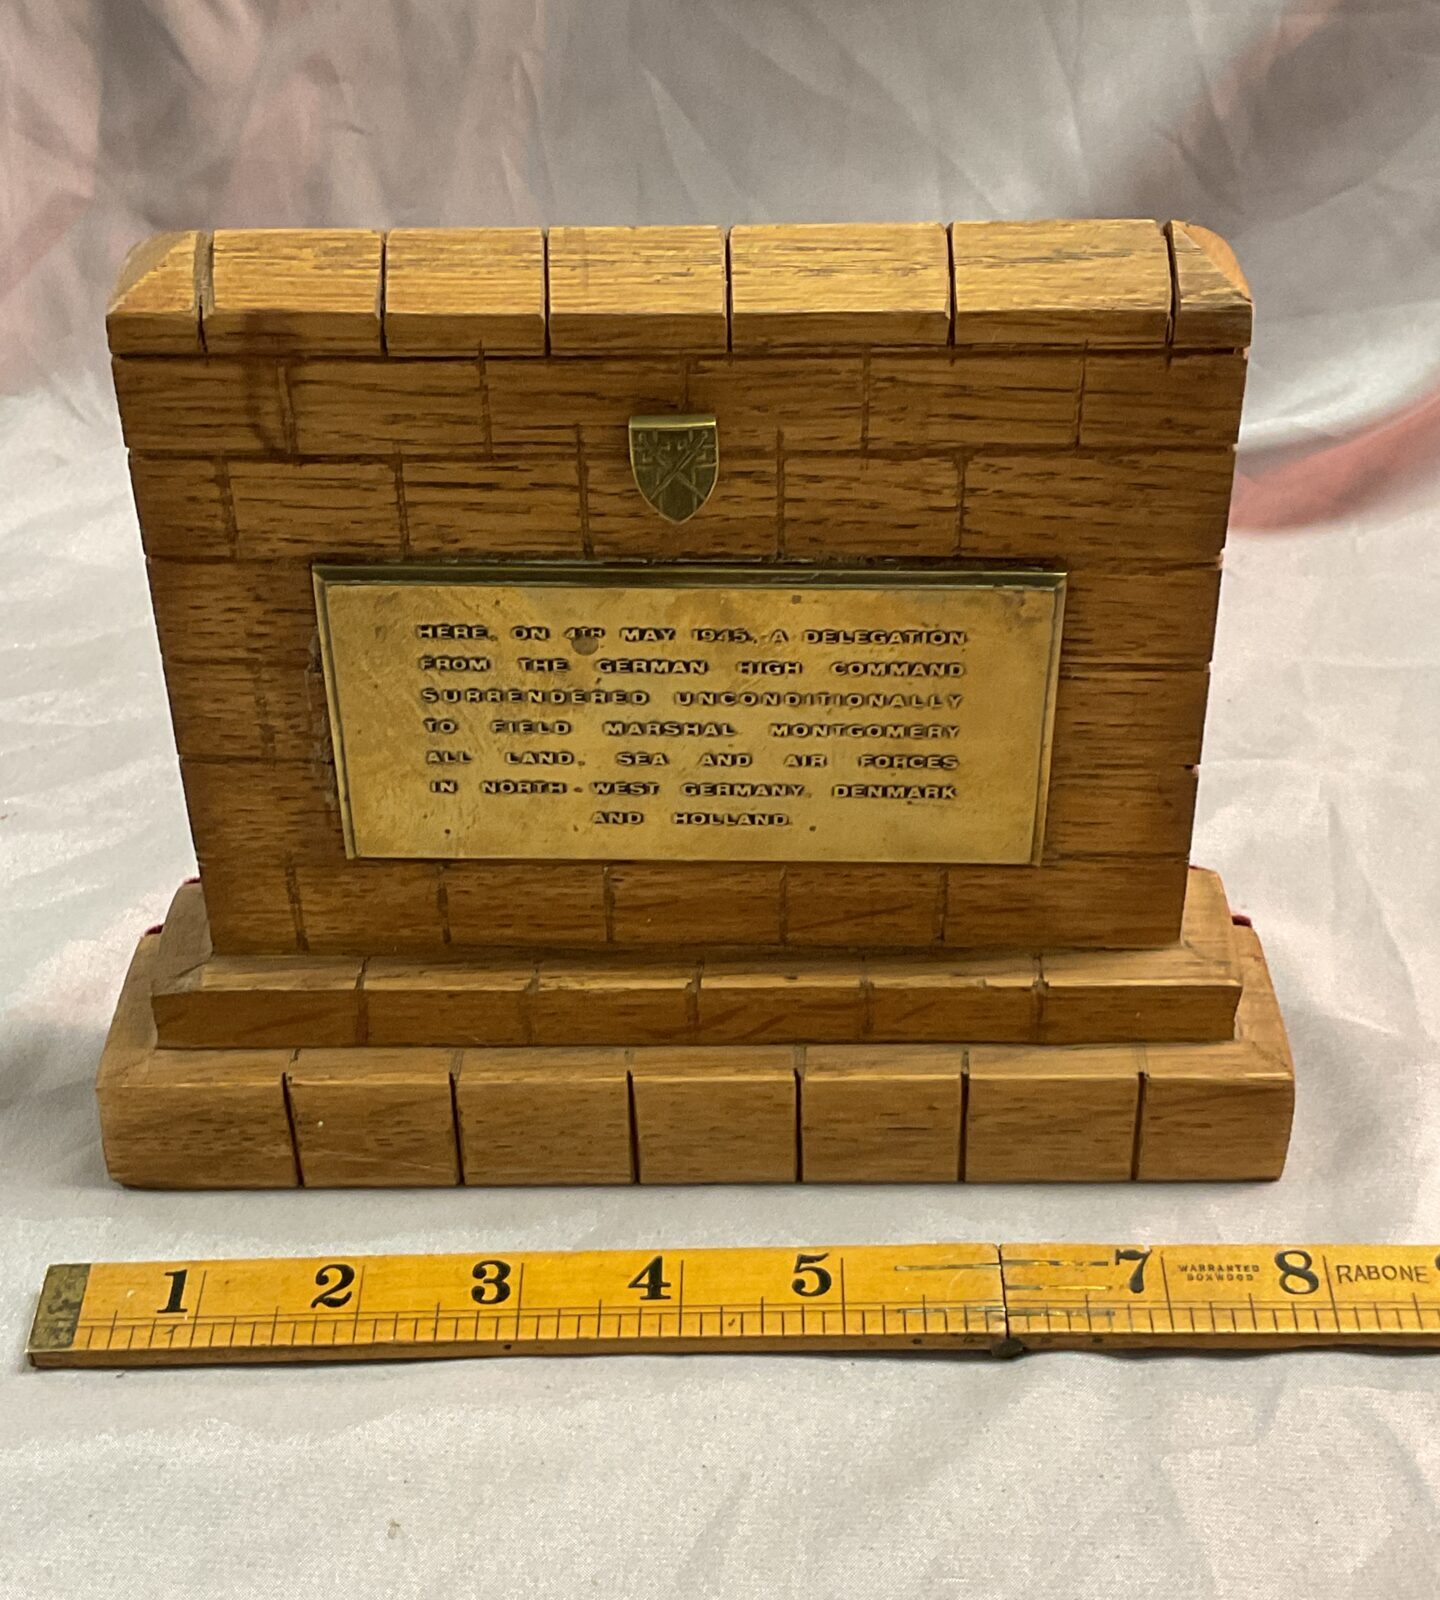 HERE, ON 4TH MAY 1945, A DELEGATION
FROM THE GERMAN HIGH COMMAND
SURRENDERED UNCONDITIONALLY
TO FIELD MARSHAL MONTGOMERY
ALL LAND, SEA AND AIR FORCES
IN NORTH-WEST GERMANY, DENMARK
AND HOLLAND.
1 2 3 4 5 7 WARRANTED 8 RABONE
BOXWOOD